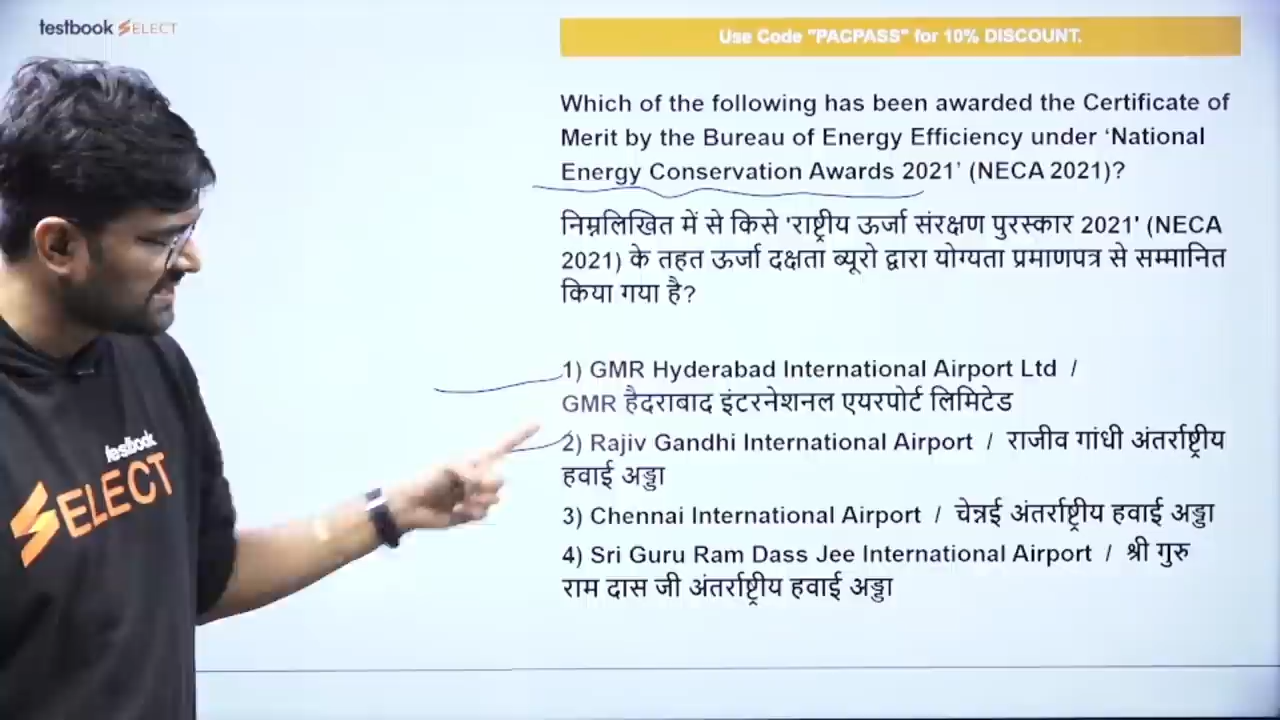 testbook SELECT
Use Code "PACPASS" for 10% DISCOUNT.
Which of the following has been awarded the Certificate of
Merit by the Bureau of Energy Efficiency under ‘National
Energy Conservation Awards 2021’ (NECA 2021)?
निम्नलिखित में से किसे 'राष्ट्रीय ऊर्जा संरक्षण पुरस्कार 2021' (NECA
2021) के तहत ऊर्जा दक्षता ब्यूरो द्वारा योग्यता प्रमाणपत्र से सम्मानित
किया गया है?
1) GMR Hyderabad International Airport Ltd /
GMR हैदराबाद इंटरनेशनल एयरपोर्ट लिमिटेड
2) Rajiv Gandhi International Airport / राजीव गांधी अंतर्राष्ट्रीय
हवाई अड्डा
3) Chennai International Airport / चेन्नई अंतर्राष्ट्रीय हवाई अड्डा
4) Sri Guru Ram Dass Jee International Airport / श्री गुरु
राम दास जी अंतर्राष्ट्रीय हवाई अड्डा
testbook
SELECT